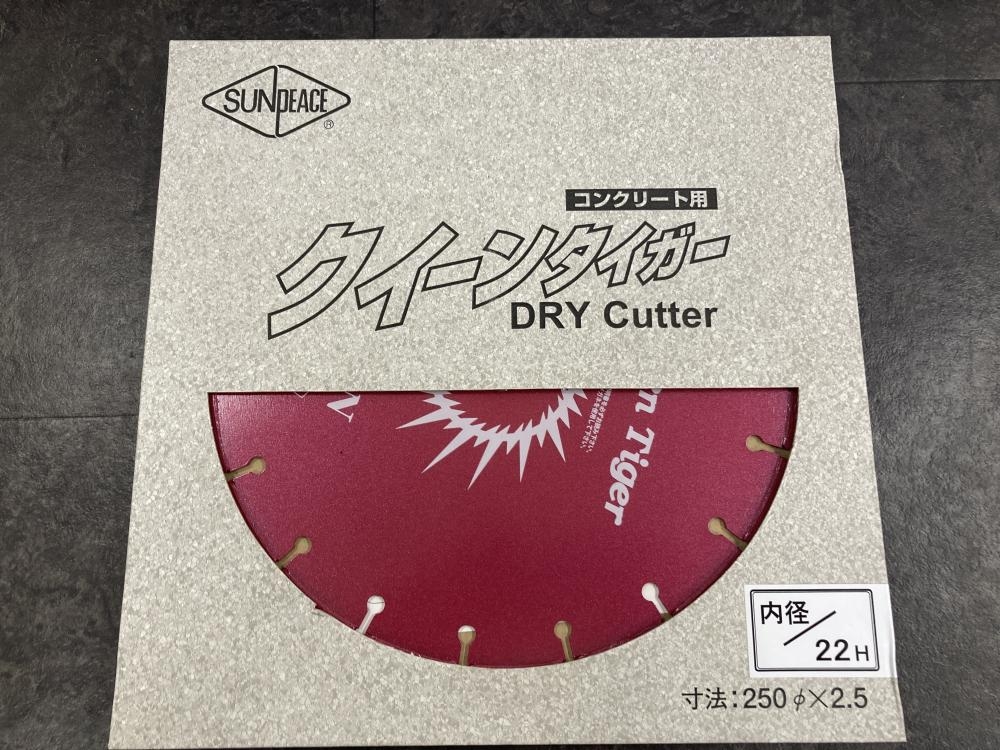 SUNPEACE
®
コンクリート用
クイーンタイガー
DRY Cutter
Tiger
内径/22H
寸法:250φ×2.5